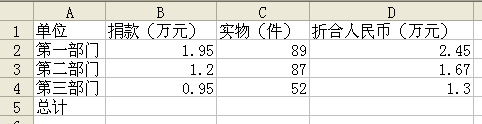 A B C D
1 单位 捐款（万元） 实物（件） 折合人民币（万元）
2 第一部门 1.95 89 2.45
3 第二部门 1.2 87 1.67
4 第三部门 0.95 52 1.3
5 总计